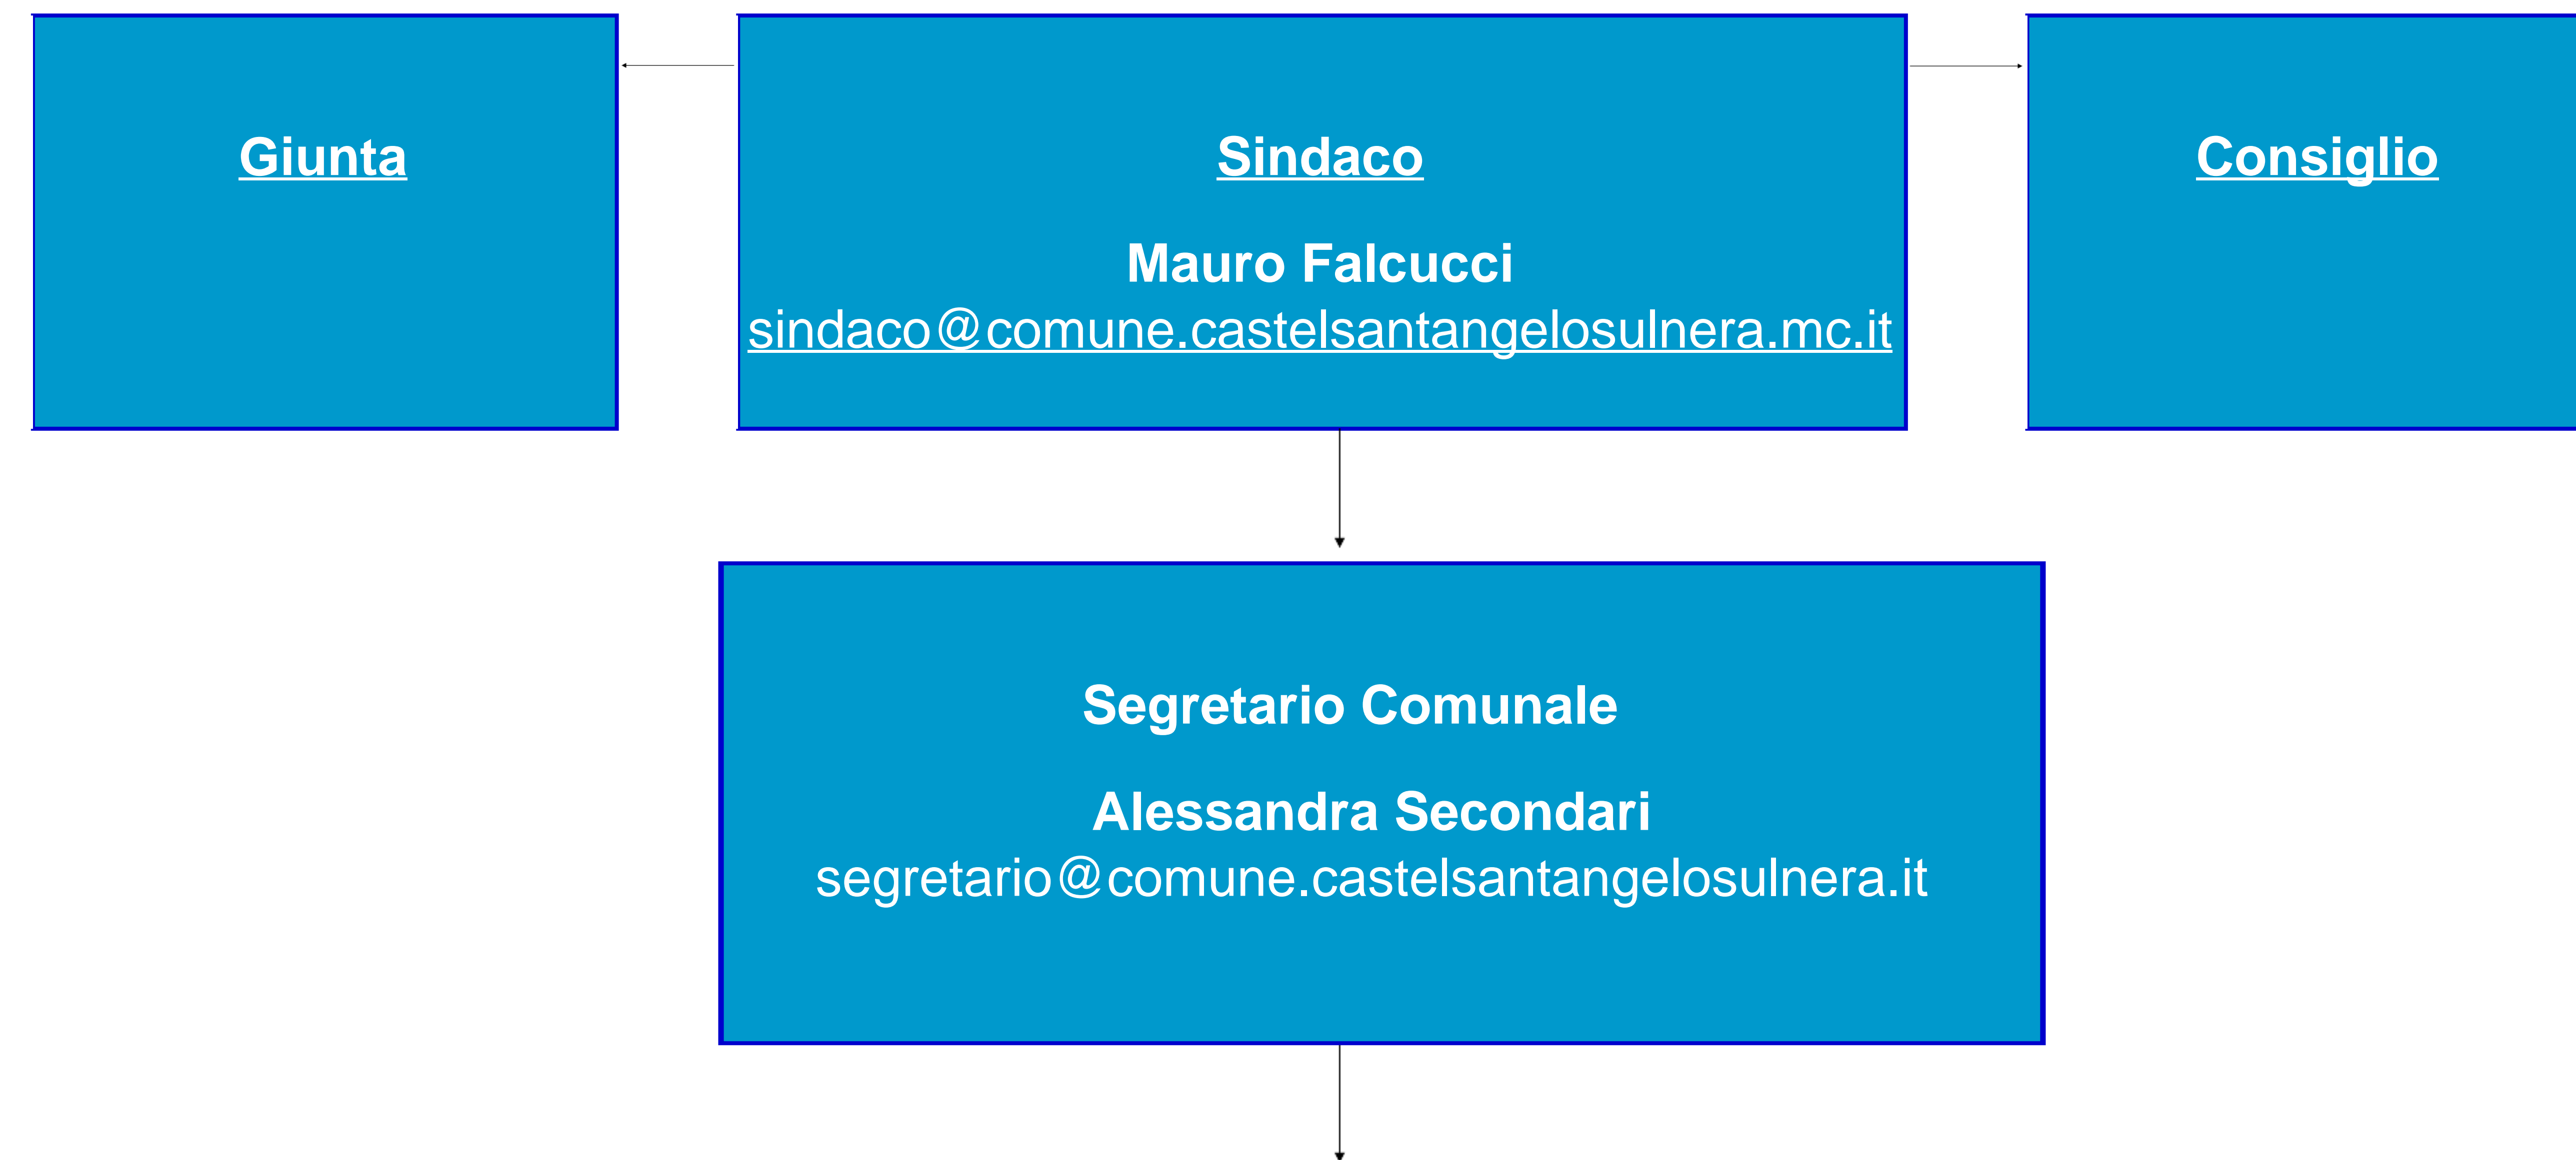 Giunta
Sindaco
Mauro Falcucci
sindaco@comune.castelsantangelosulnera.mc.it
Consiglio
Segretario Comunale
Alessandra Secondari
segretario@comune.castelsantangelosulnera.it